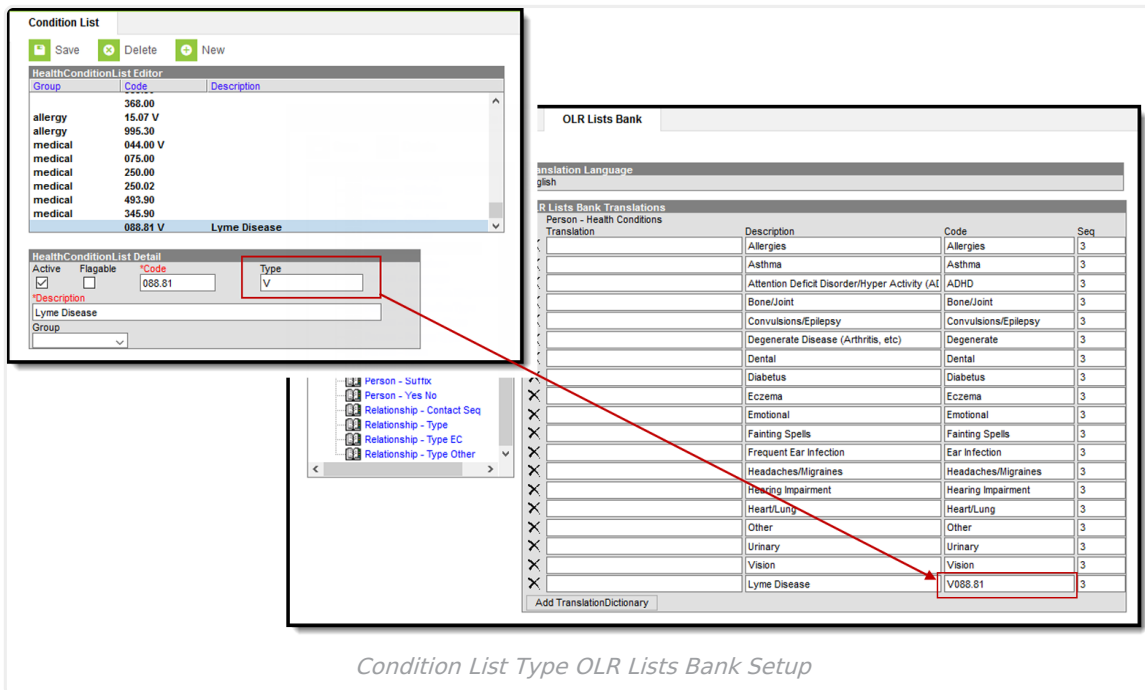 Condition List
Save Delete New
HealthConditionList Editor
Group Code Description
368.00
allergy 15.07 V
allergy 995.30
medical 044.00 V
medical 075.00
medical 250.00
medical 250.02
medical 493.90
medical 345.90
088.81 V Lyme Disease
HealthConditionList Detail
Active Flagable *Code Type
088.81 V
*Description
Lyme Disease
Group
OLR Lists Bank
anslation Language
glish
R Lists Bank Translations
Person - Health Conditions
Translation Description Code Seq
Allergies Allergies 3
Asthma Asthma 3
Attention Deficit Disorder/Hyper Activity (AD ADHD 3
Bone/Joint Bone/Joint 3
Convulsions/Epilepsy Convulsions/Epilepsy 3
Degenerate Disease (Arthritis, etc) Degenerate 3
Dental Dental 3
Diabetus Diabetus 3
Eczema Eczema 3
Emotional Emotional 3
Fainting Spells Fainting Spells 3
Frequent Ear Infection Ear Infection 3
Headaches/Migraines Headaches/Migraines 3
Hearing Impairment Hearing Impairment 3
Heart/Lung Heart/Lung 3
Other Other 3
Urinary Urinary 3
Vision Vision 3
Lyme Disease V088.81 3
Add TranslationDictionary
Person - Suffix
Person - Yes No
Relationship - Contact Seq
Relationship - Type
Relationship - Type EC
Relationship - Type Other
Condition List Type OLR Lists Bank Setup